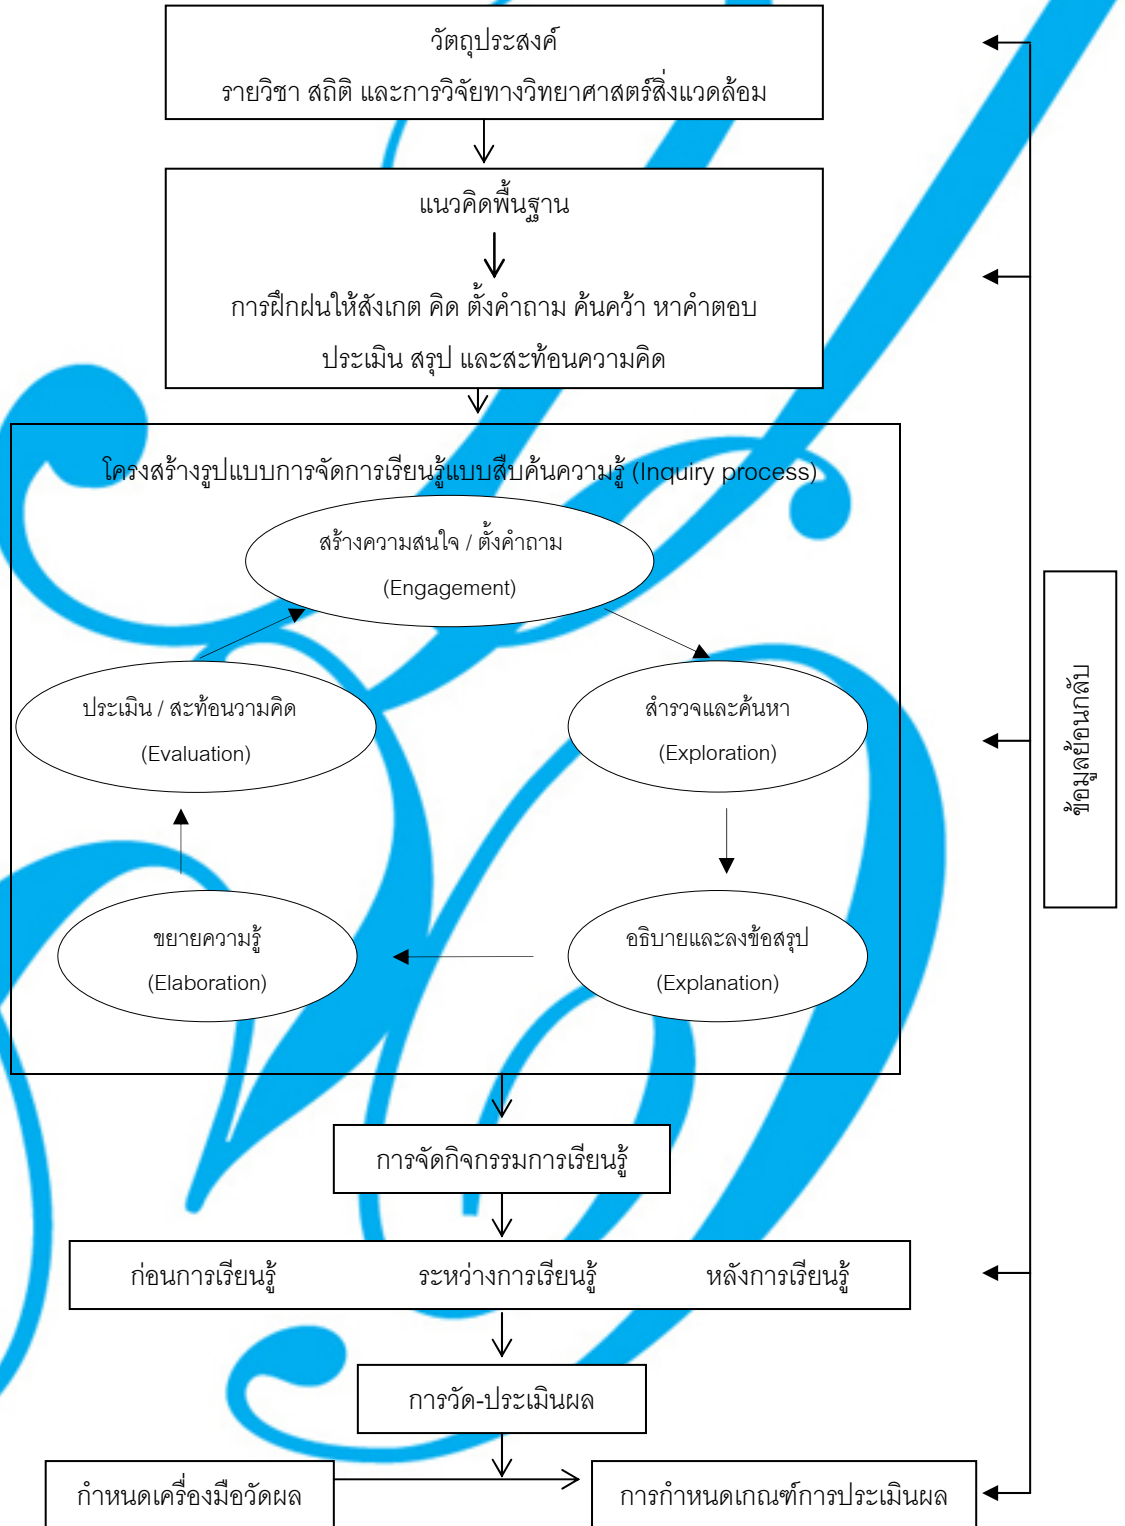 วัตถุประสงค์
รายวิชา สถิติ และการวิจัยทางวิทยาศาสตร์สิ่งแวดล้อม
แนวคิดพื้นฐาน
การฝึกฝนให้สังเกต คิด ตั้งคำถาม ค้นคว้า หาคำตอบ
ประเมิน สรุป และสะท้อนความคิด
โครงสร้างรูปแบบการจัดการเรียนรู้แบบสืบค้นความรู้ (Inquiry process)
สร้างความสนใจ / ตั้งคำถาม
(Engagement)
ประเมิน / สะท้อนวามคิด
(Evaluation)
สำรวจและค้นหา
(Exploration)
ขยายความรู้
(Elaboration)
อธิบายและลงข้อสรุป
(Explanation)
ข้อมูลย้อนกลับ
การจัดกิจกรรมการเรียนรู้
ก่อนการเรียนรู้ ระหว่างการเรียนรู้ หลังการเรียนรู้
การวัด-ประเมินผล
กำหนดเครื่องมือวัดผล
การกำหนดเกณฑ์การประเมินผล